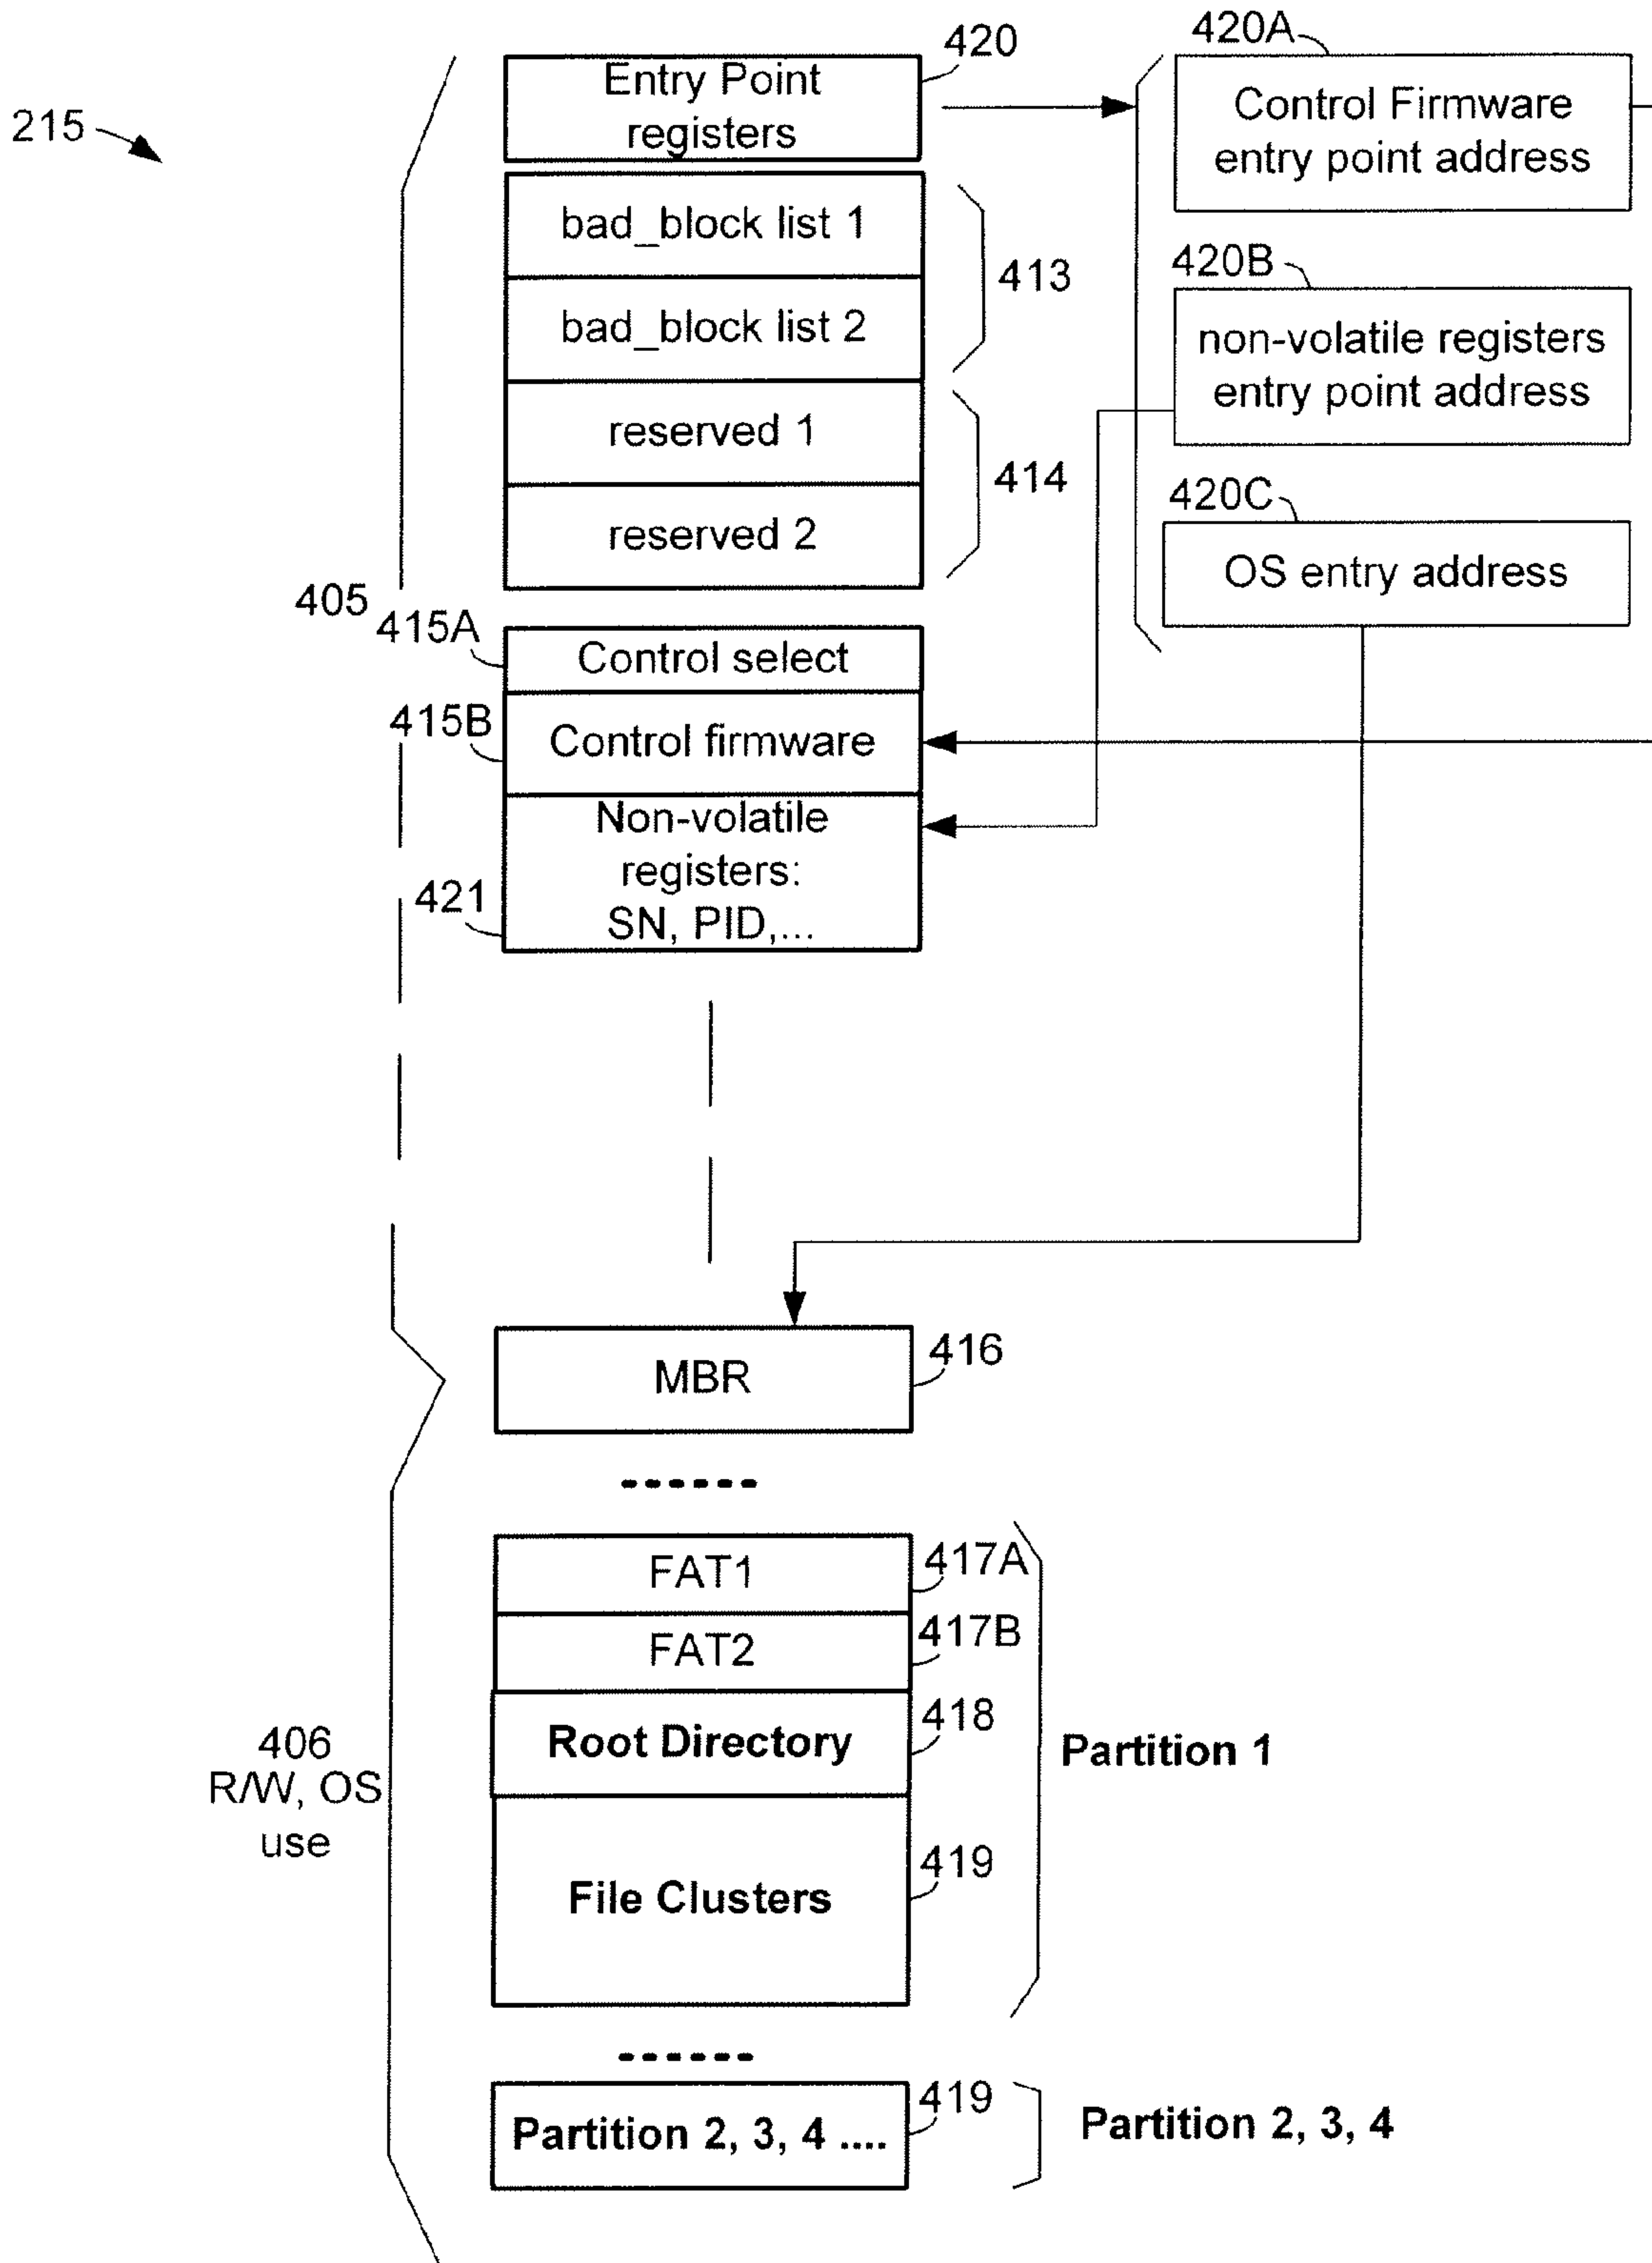 420
420A
Entry Point
registers
Control Firmware
entry point address
215
bad_block list 1
413
420B
bad_block list 2
non-volatile registers
entry point address
reserved 1
414
420C
reserved 2
OS entry address
405
415A
Control select
415B
Control firmware
Non-volatile
registers:
SN, PID,...
421
MBR
416
------
FAT1
417A
FAT2
417B
Root Directory
418
Partition 1
406
R/W, OS
use
File Clusters
419
------
Partition 2, 3, 4 ....
419
Partition 2, 3, 4